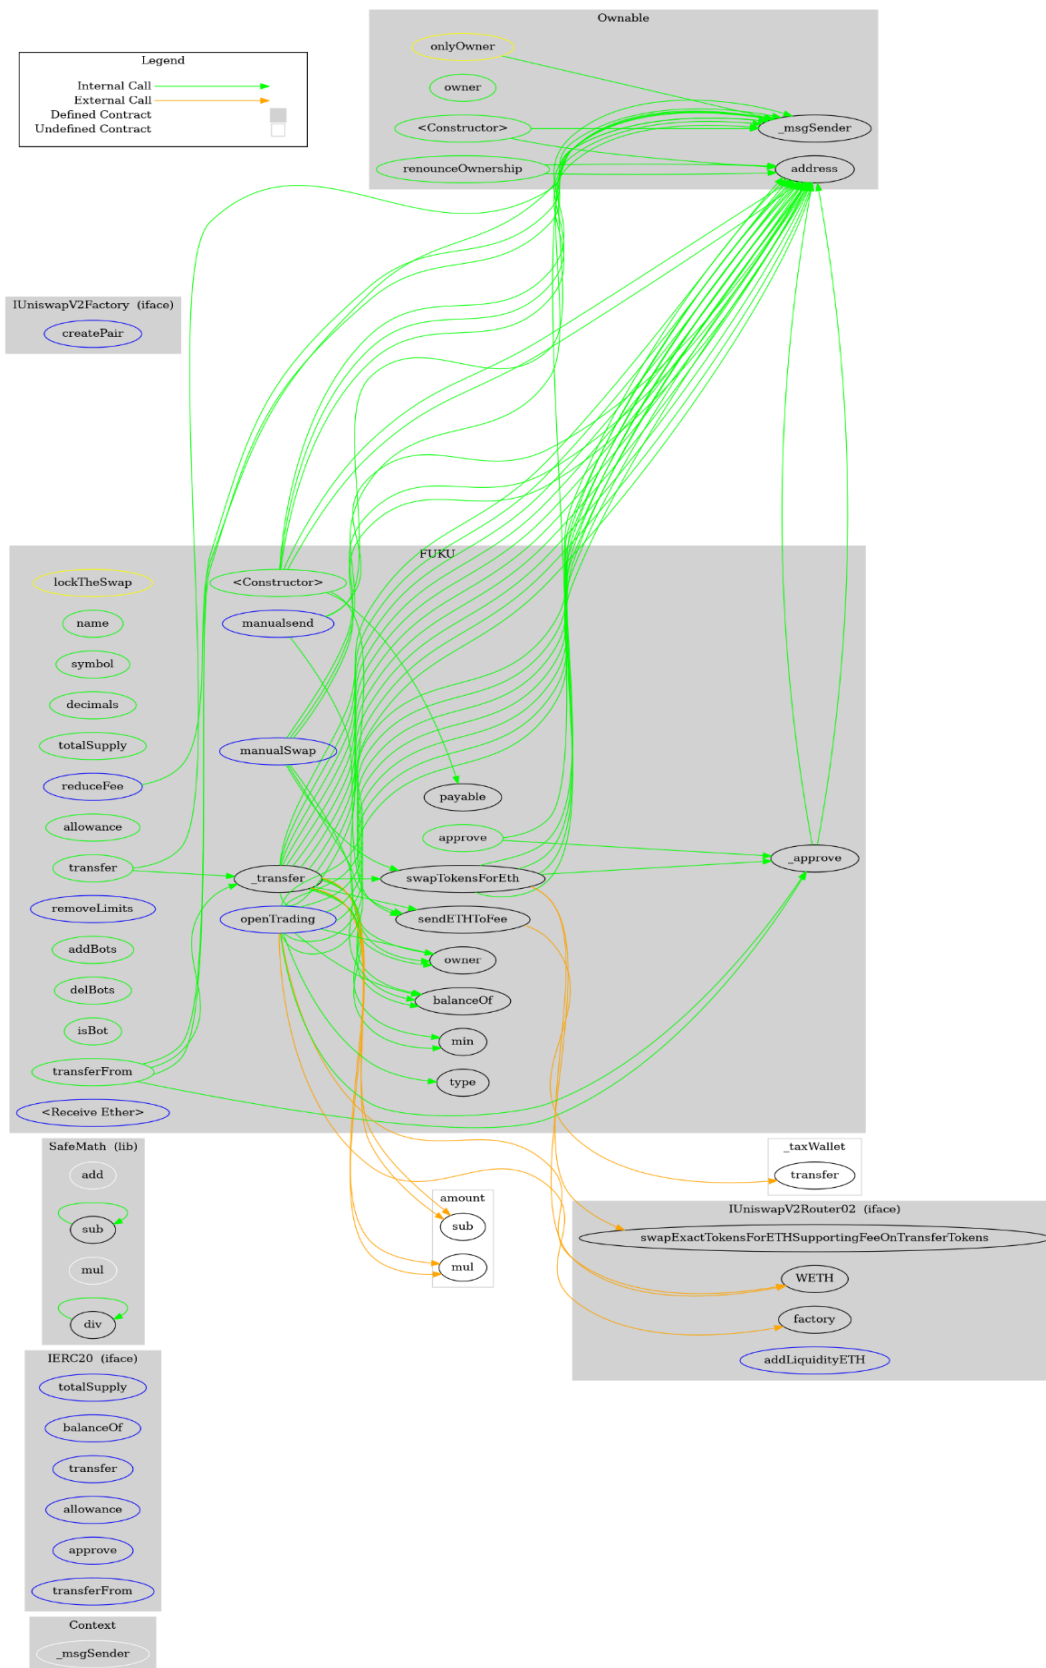 Ownable
onlyOwner
owner
<Constructor>
renounceOwnership
_msgSender
address
Legend
Internal Call
External Call
Defined Contract
Undefined Contract
IUniswapV2Factory (iface)
createPair
FUKU
lockTheSwap
name
symbol
decimals
totalSupply
reduceFee
allowance
transfer
removeLimits
addBots
delBots
isBot
transferFrom
<Receive Ether>
<Constructor>
manualsend
manualSwap
_transfer
openTrading
payable
approve
swapTokensForEth
sendETHToFee
owner
balanceOf
min
type
_approve
SafeMath (lib)
add
sub
mul
div
amount
sub
mul
_taxWallet
transfer
IUniswapV2Router02 (iface)
swapExactTokensForETHSupportingFeeOnTransferTokens
WETH
factory
addLiquidityETH
IERC20 (iface)
totalSupply
balanceOf
transfer
allowance
approve
transferFrom
Context
_msgSender